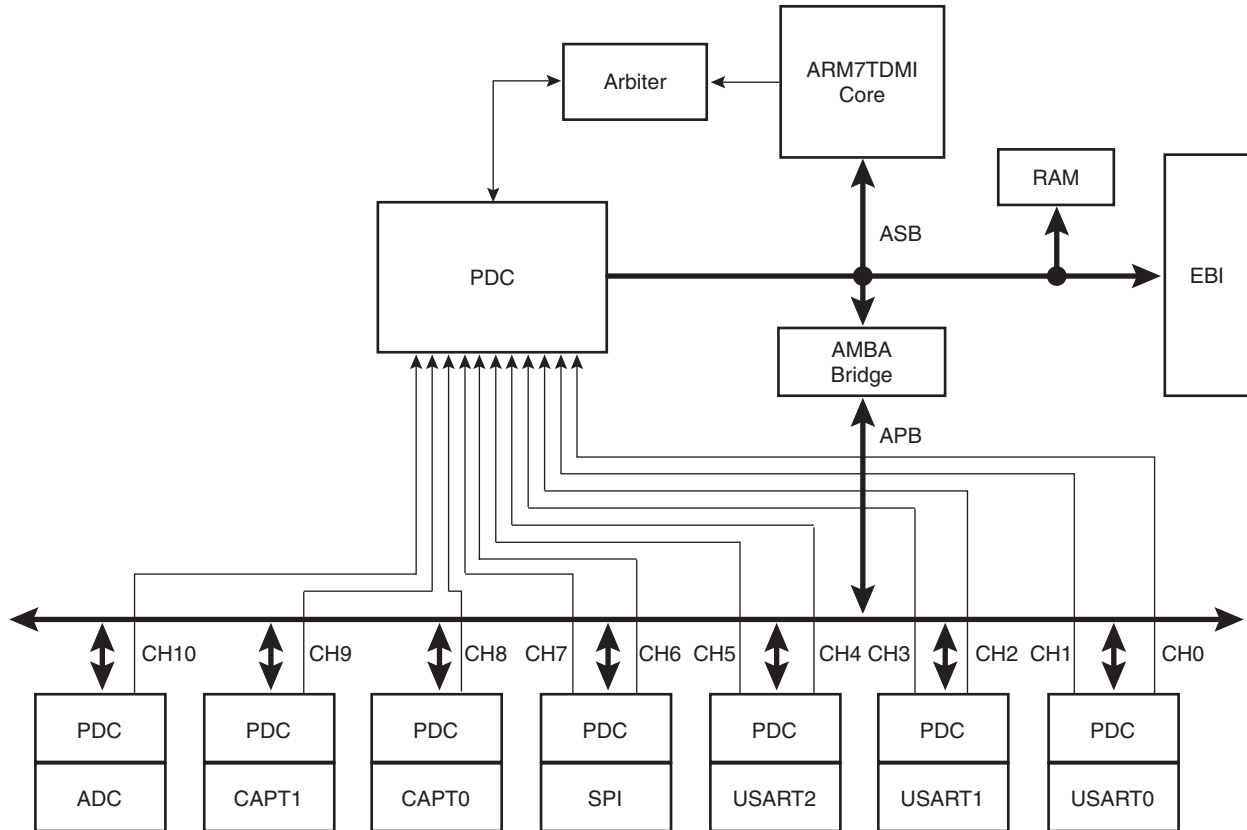 ARM7TDMI
Core
Arbiter
RAM
ASB
PDC
EBI
AMBA
Bridge
APB
CH10
CH9
CH8
CH7
CH6
CH5
CH4
CH3
CH2
CH1
CH0
PDC
PDC
PDC
PDC
PDC
PDC
PDC
ADC
CAPT1
CAPT0
SPI
USART2
USART1
USART0